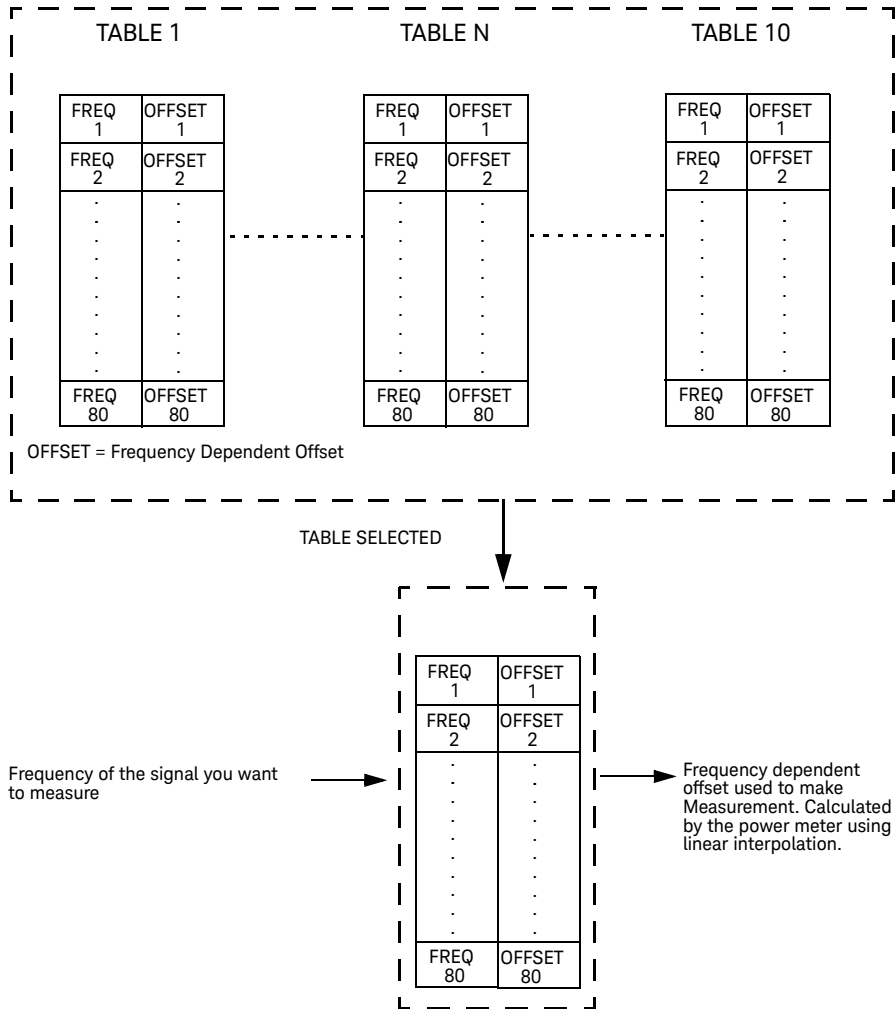 TABLE 1
TABLE N
TABLE 10
FREQ 1
OFFSET 1
FREQ 2
OFFSET 2
FREQ 80
OFFSET 80
FREQ 1
OFFSET 1
FREQ 2
OFFSET 2
FREQ 80
OFFSET 80
FREQ 1
OFFSET 1
FREQ 2
OFFSET 2
FREQ 80
OFFSET 80
OFFSET = Frequency Dependent Offset
TABLE SELECTED
FREQ 1
OFFSET 1
FREQ 2
OFFSET 2
FREQ 80
OFFSET 80
Frequency of the signal you want
to measure
Frequency dependent
offset used to make
Measurement. Calculated
by the power meter using
linear interpolation.